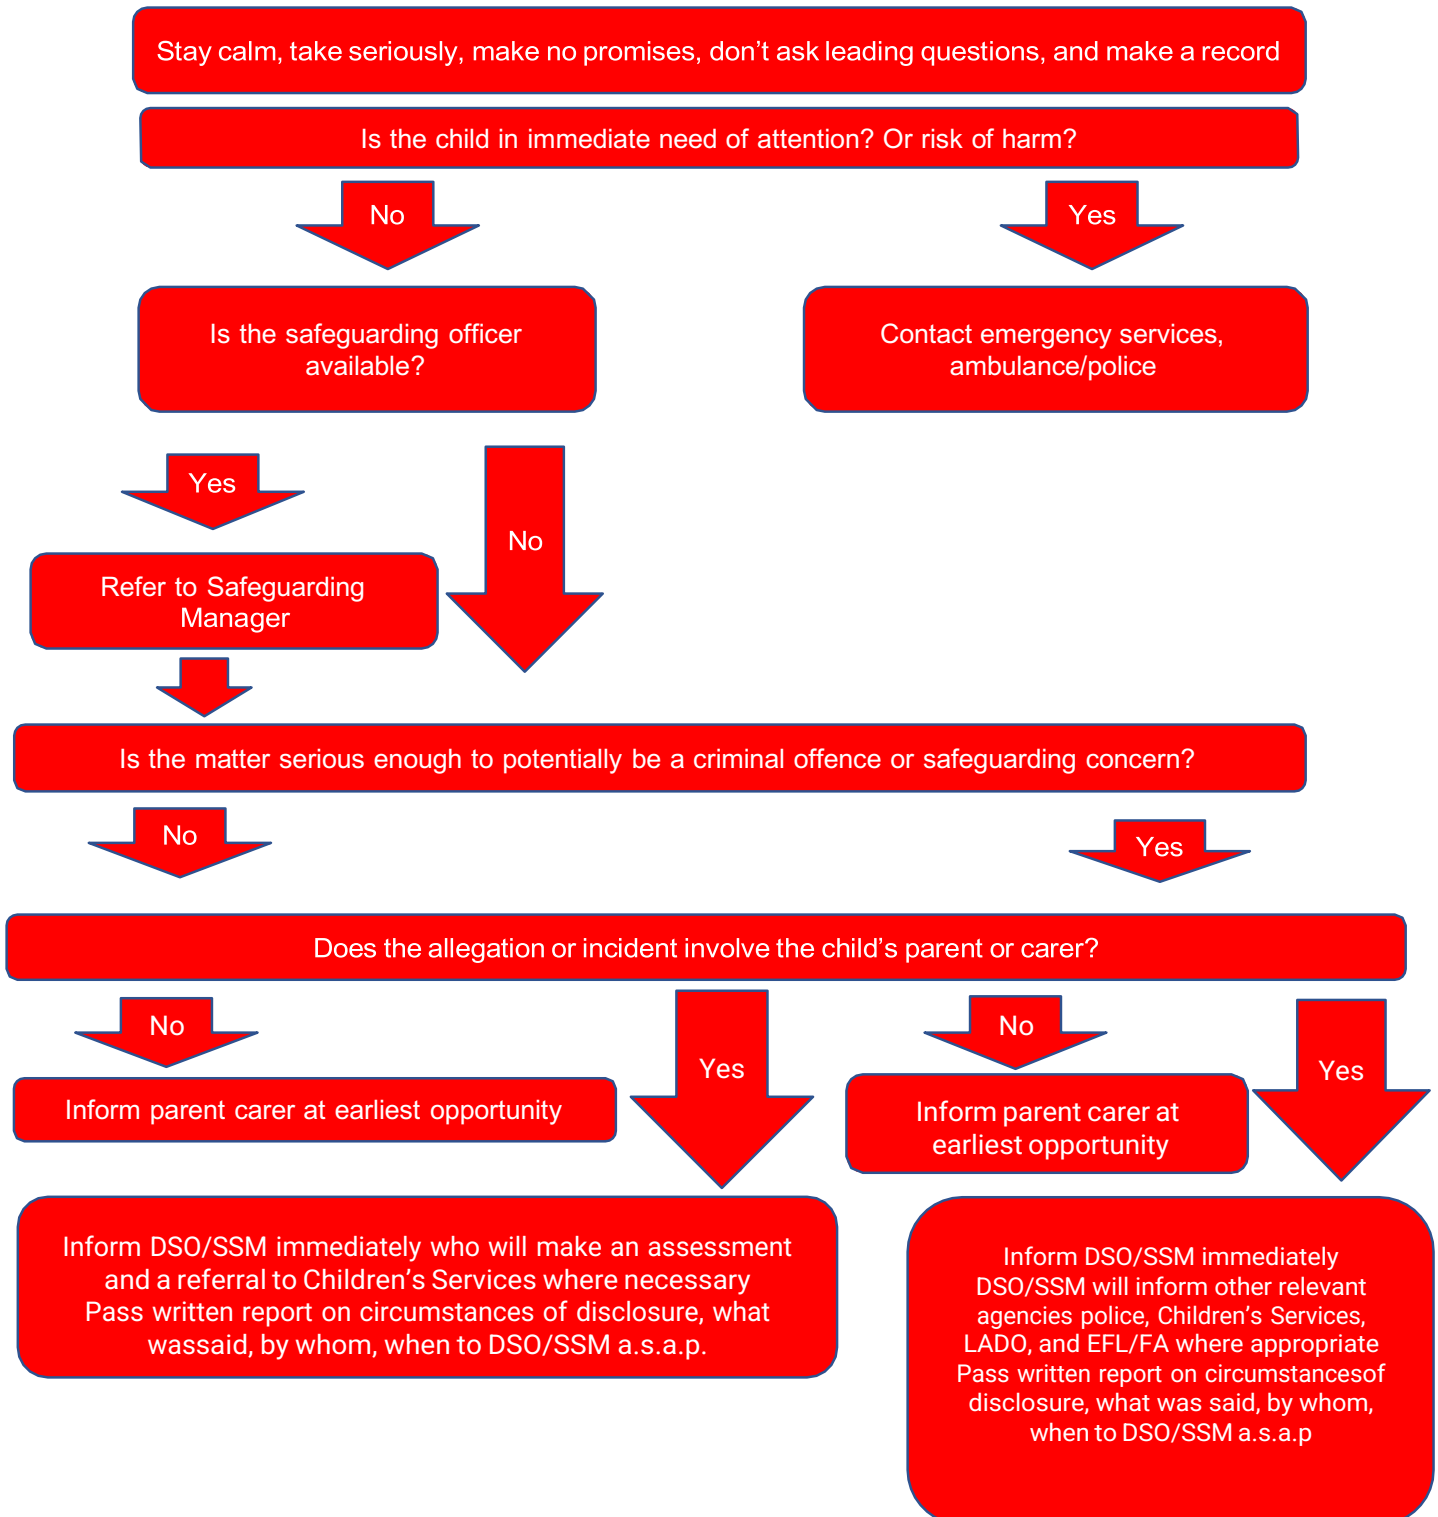 Stay calm, take seriously, make no promises, don’t ask leading questions, and make a record
Is the child in immediate need of attention? Or risk of harm?
No
Yes
Is the safeguarding officer
available?
Contact emergency services,
ambulance/police
Yes
No
Refer to Safeguarding
Manager
Is the matter serious enough to potentially be a criminal offence or safeguarding concern?
No
Yes
Does the allegation or incident involve the child’s parent or carer?
No
Yes
No
Yes
Inform parent carer at earliest opportunity
Inform parent carer at
earliest opportunity
Inform DSO/SSM immediately who will make an assessment
and a referral to Children’s Services where necessary
Pass written report on circumstances of disclosure, what
wassaid, by whom, when to DSO/SSM a.s.a.p.
Inform DSO/SSM immediately
DSO/SSM will inform other relevant
agencies police, Children’s Services,
LADO, and EFL/FA where appropriate
Pass written report on circumstancesof
disclosure, what was said, by whom,
when to DSO/SSM a.s.a.p